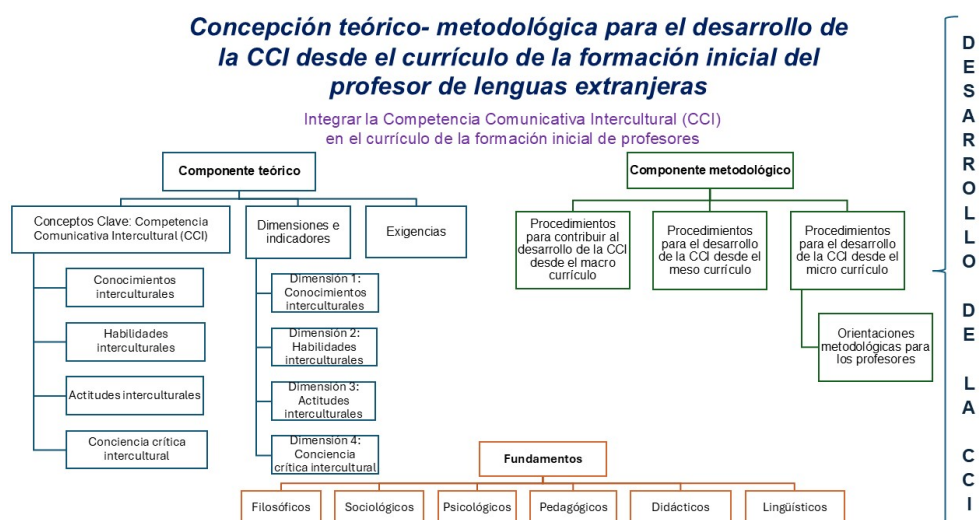 Concepción teórico- metodológica para el desarrollo de
la CCI desde el currículo de la formación inicial del
profesor de lenguas extranjeras
Integrar la Competencia Comunicativa Intercultural (CCI)
en el currículo de la formación inicial de profesores
Componente teórico
Conceptos Clave: Competencia
Comunicativa Intercultural (CCI)
Conocimientos
interculturales
Habilidades
interculturales
Actitudes interculturales
Conciencia crítica
intercultural
Dimensiones e
indicadores
Dimensión 1:
Conocimientos
interculturales
Dimensión 2:
Habilidades
interculturales
Dimensión 3:
Actitudes
interculturales
Dimensión 4:
Conciencia
crítica intercultural
Exigencias
Componente metodológico
Procedimientos
para contribuir al
desarrollo de la CCI
desde el macro
currículo
Procedimientos
para el desarrollo
de la CCI desde el
meso currículo
Procedimientos
para el desarrollo
de la CCI desde el
micro currículo
Orientaciones
metodológicas para
los profesores
Fundamentos
Filosóficos
Sociológicos
Psicológicos
Pedagógicos
Didácticos
Lingüísticos
DESARROLLO DE LA CCI